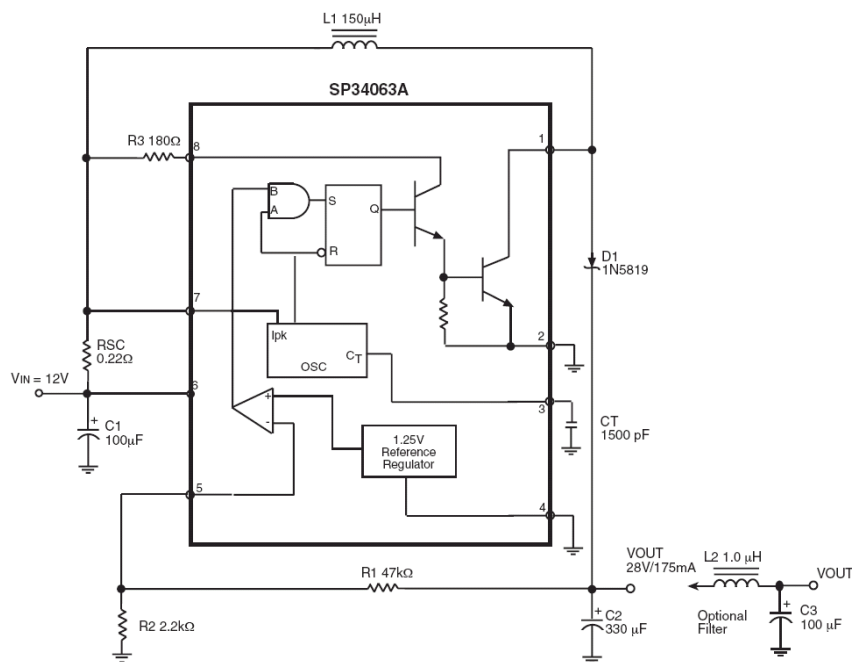 L1 150μH
SP34063A
R3 180Ω
8
1
B
A
S
Q
R
D1
1N5819
7
Ipk
CT
OSC
2
RSC
0.22Ω
VIN = 12V
6
3
+
C1
100μF
+
-
CT
1500 pF
1.25V
Reference
Regulator
5
4
VOUT
28V/175mA
L2 1.0 μH
VOUT
R1 47kΩ
R2 2.2kΩ
+
C2
330 μF
Optional
Filter
+
C3
100 μF